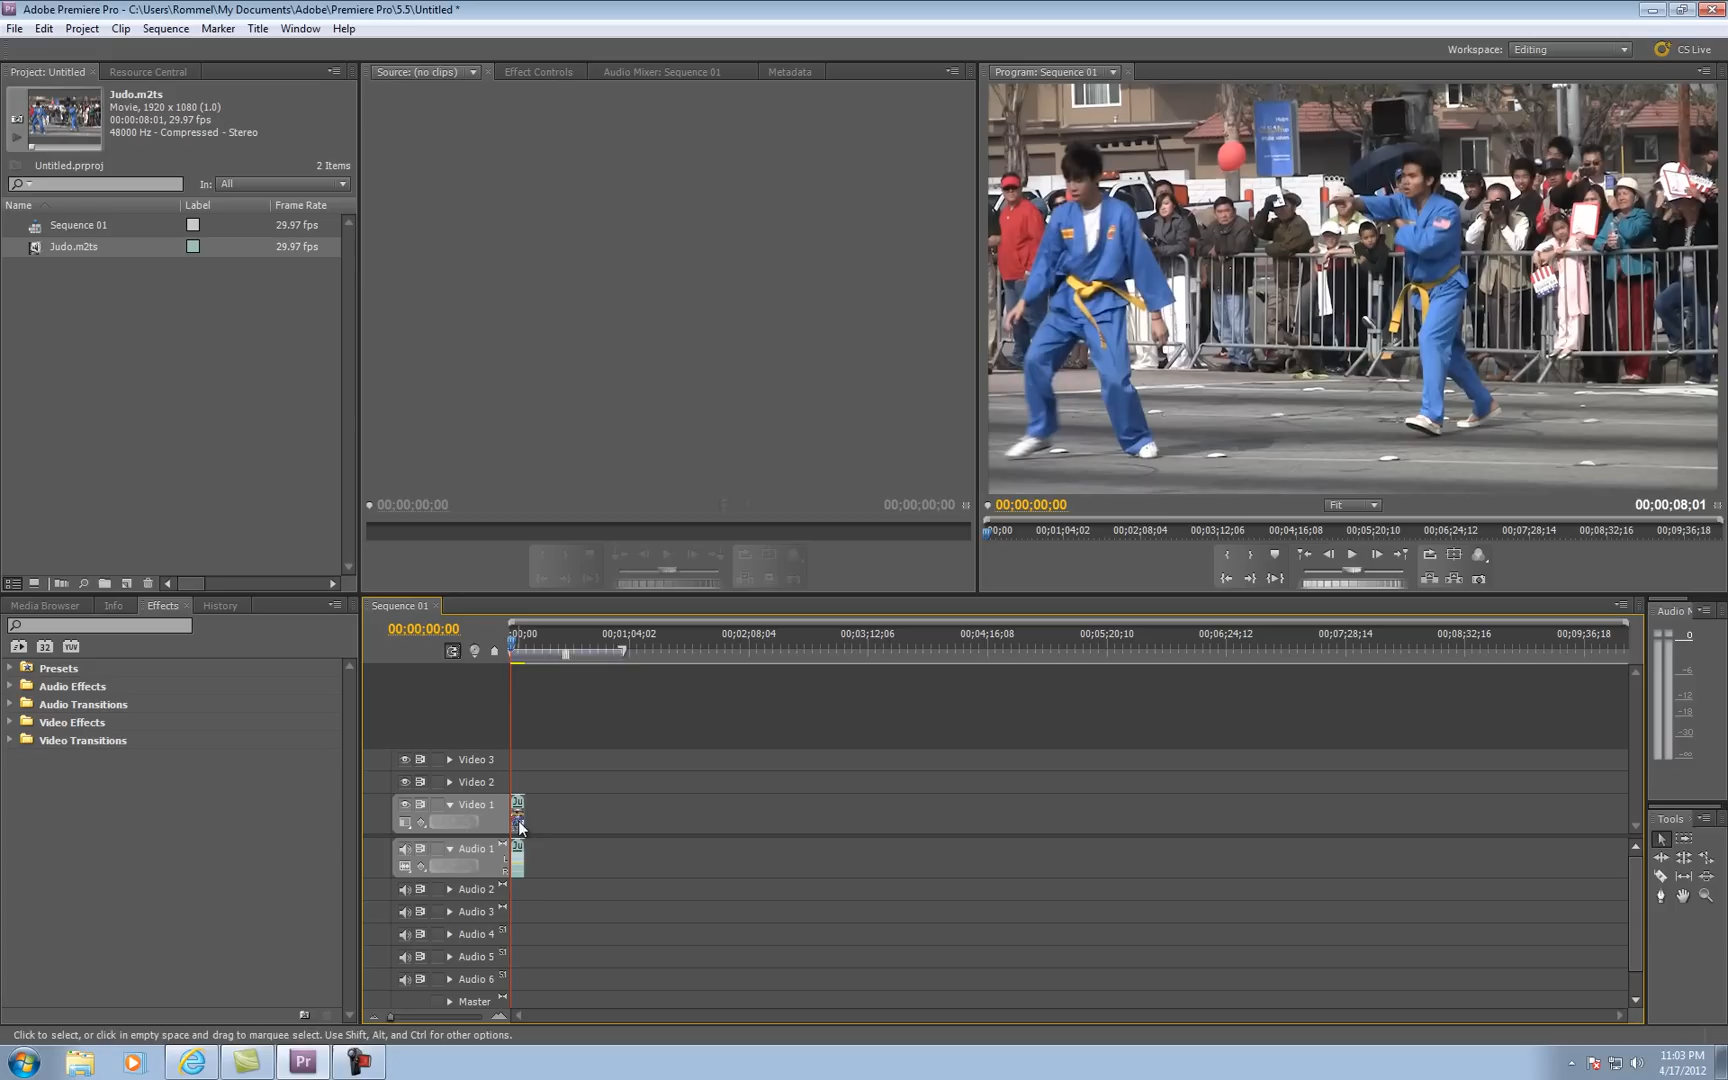 Adobe Premiere Pro - C:\Users\Rommel\My Documents\Adobe\Premiere Pro\5.5\Untitled *
File Edit Project Clip Sequence Marker Title Window Help
Workspace: Editing CS Live
Project: Untitled Resource Central
Judo.m2ts
Movie, 1920 x 1080 (1.0)
00:00:08:01, 29.97 fps
48000 Hz - Compressed - Stereo
Untitled.prproj 2 Items
In: All
Name Label Frame Rate
Sequence 01 29.97 fps
Judo.m2ts 29.97 fps
Source: (no clips) Effect Controls Audio Mixer: Sequence 01 Metadata
00:00:00:00 00:00:00:00
Program: Sequence 01
00;00;00;00 Fit 00;00;08;01
00;00 00;01;04;02 00;02;08;04 00;03;12;06 00;04;16;08 00;05;20;10 00;06;24;12 00;07;28;14 00;08;32;16 00;09;36;18
Media Browser Info Effects History
32 YUV
Presets
Audio Effects
Audio Transitions
Video Effects
Video Transitions
Sequence 01
00;00;00;00
;00;00 00;01;04;02 00;02;08;04 00;03;12;06 00;04;16;08 00;05;20;10 00;06;24;12 00;07;28;14 00;08;32;16 00;09;36;18
Video 3
Video 2
Video 1 Ju
Audio 1 Ju
L
R
Audio 2
Audio 3
Audio 4 51
Audio 5 51
Audio 6 51
Master
Audio M
0
-6
-12
-18
-30
-∞
Tools
Click to select, or click in empty space and drag to marquee select. Use Shift, Alt, and Ctrl for other options.
Pr
11:03 PM
4/17/2012